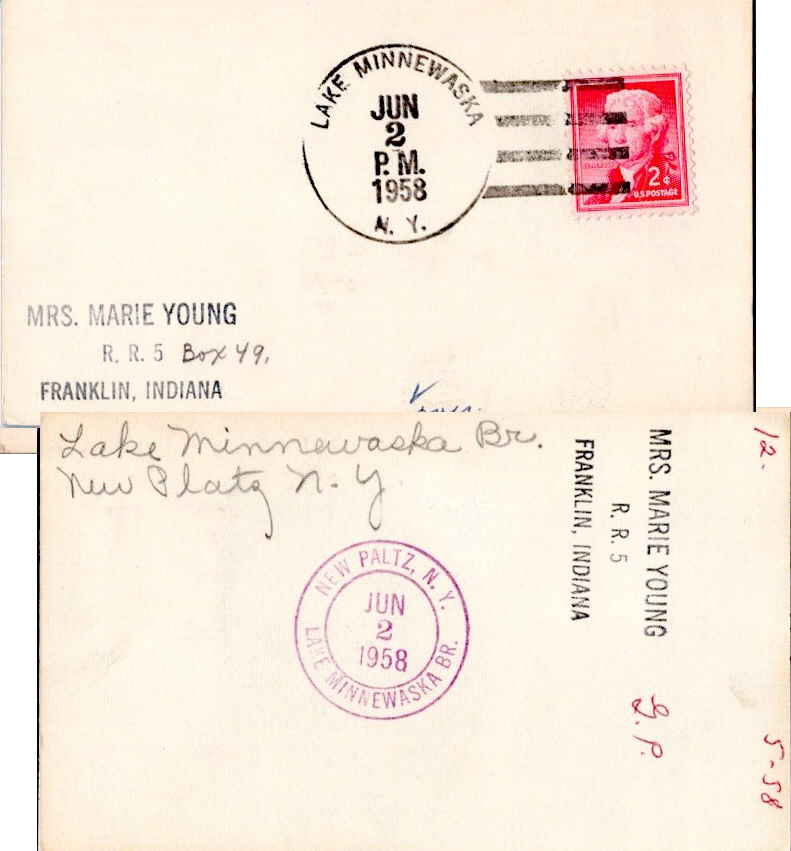 LAKE MINNEWASKA
JUN
2
P.M.
1958
N. Y.
2¢
U.S. POSTAGE
MRS. MARIE YOUNG
R. R. 5 Box 49,
FRANKLIN, INDIANA
Lake Minnewaska Br.
New Platz N.Y.
NEW PALTZ, N. Y.
JUN
2
1958
LAKE MINNEWASKA BR.
MRS. MARIE YOUNG
R. R. 5
FRANKLIN, INDIANA
12.
5-58